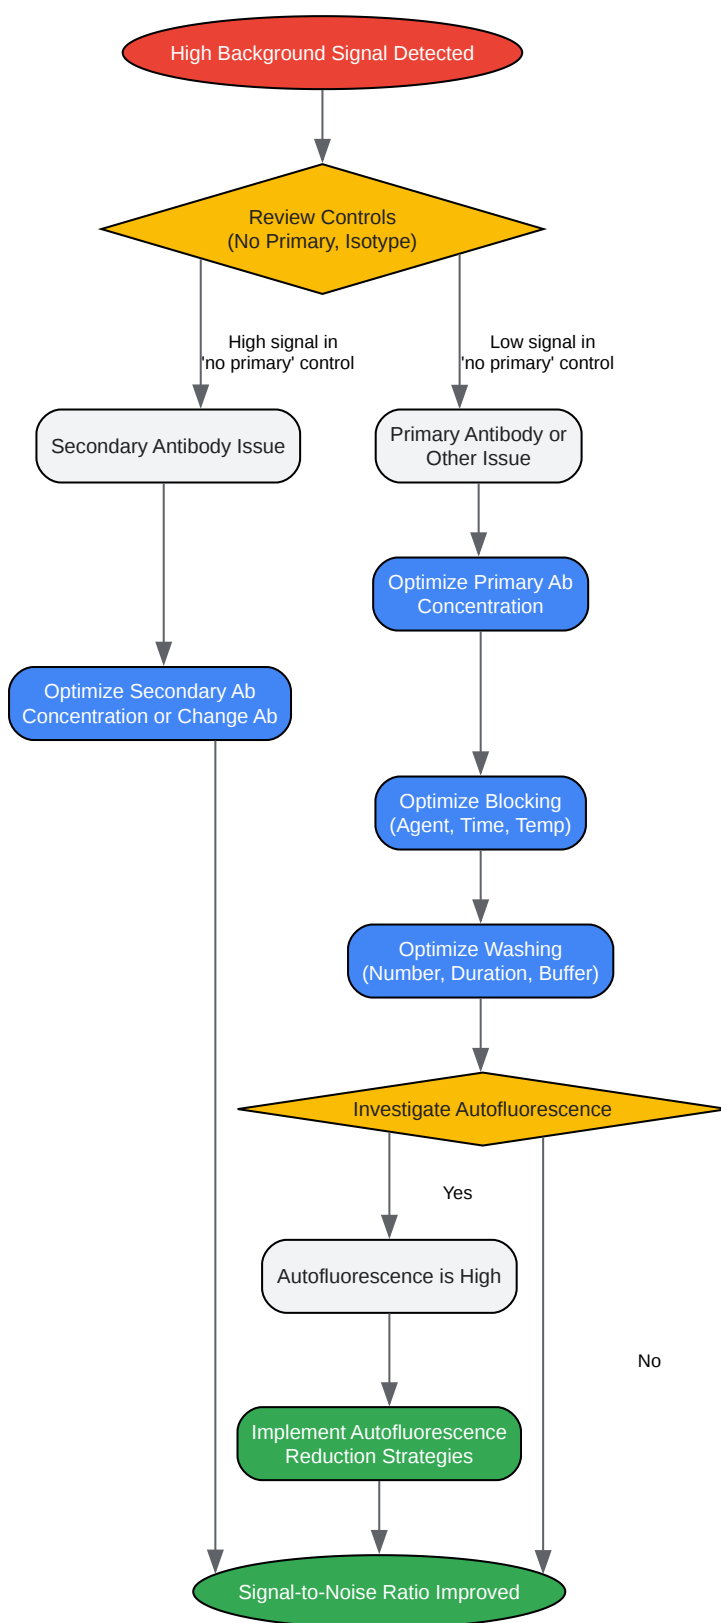 High Background Signal Detected
Review Controls
(No Primary, Isotype)
High signal in
'no primary' control
Low signal in
'no primary' control
Secondary Antibody Issue
Primary Antibody or
Other Issue
Optimize Primary Ab
Concentration
Optimize Secondary Ab
Concentration or Change Ab
Optimize Blocking
(Agent, Time, Temp)
Optimize Washing
(Number, Duration, Buffer)
Investigate Autofluorescence
Yes
Autofluorescence is High
No
Implement Autofluorescence
Reduction Strategies
Signal-to-Noise Ratio Improved